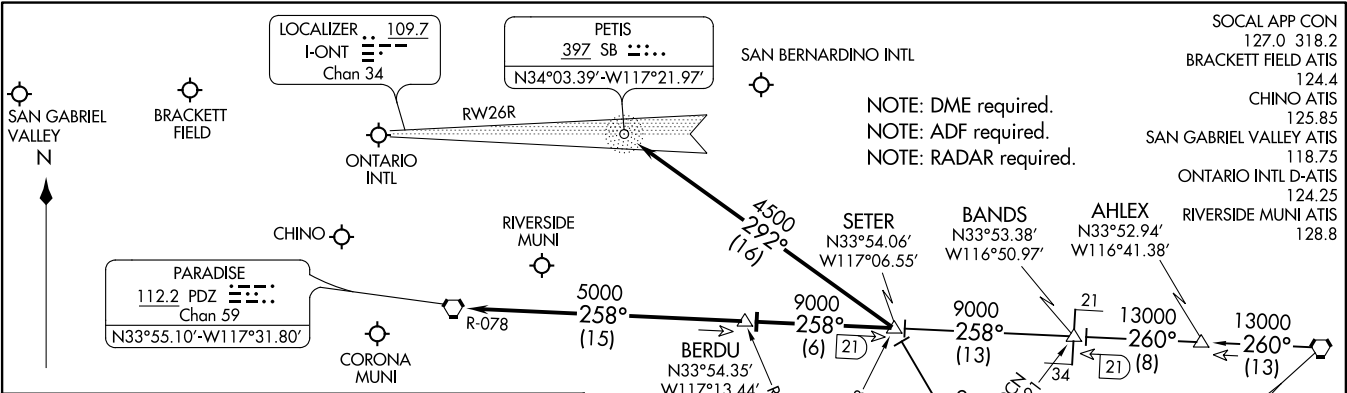 LOCALIZER 109.7
I-ONT
Chan 34
PETIS
397 SB
N34°03.39'-W117°21.97'
SAN BERNARDINO INTL
SOCAL APP CON
127.0 318.2
BRACKETT FIELD ATIS
124.4
CHINO ATIS
125.85
SAN GABRIEL VALLEY ATIS
118.75
ONTARIO INTL D-ATIS
124.25
RIVERSIDE MUNI ATIS
128.8
NOTE: DME required.
NOTE: ADF required.
NOTE: RADAR required.
SAN GABRIEL
VALLEY
N
BRACKETT
FIELD
RW26R
ONTARIO
INTL
CHINO
RIVERSIDE
MUNI
4500
292°
(16)
SETER
N33°54.06'
W117°06.55'
BANDS
N33°53.38'
W116°50.97'
AHLEX
N33°52.94'
W116°41.38'
PARADISE
112.2 PDZ
Chan 59
N33°55.10'-W117°31.80'
R-078
5000
258°
(15)
9000
258°
(6)
21
9000
258°
(13)
21
34
21
13000
260°
(8)
13000
260°
(13)
CORONA
MUNI
BERDU
N33°54.35'
W117°13.44'